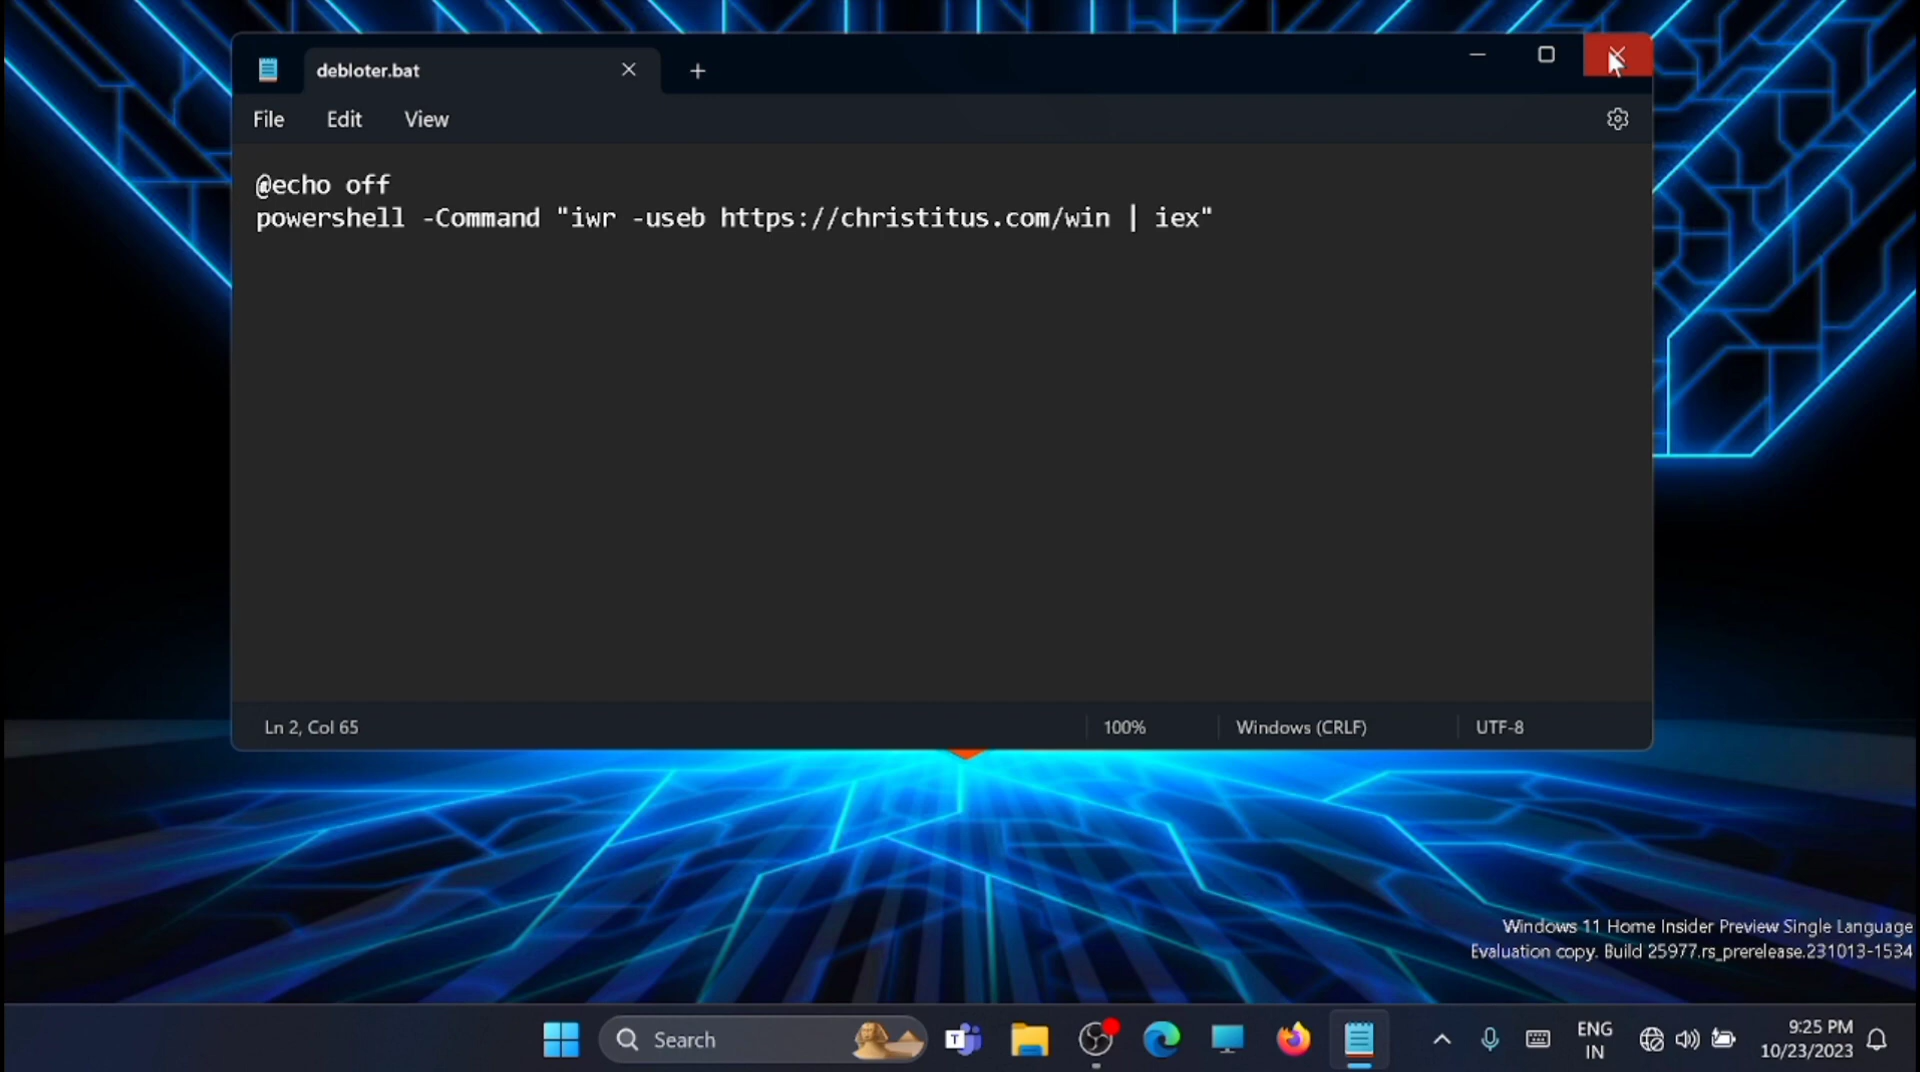 debloter.bat
File Edit View
@echo off
powershell -Command "iwr -useb https://christitus.com/win | iex"
Ln 2, Col 65 100% Windows (CRLF) UTF-8
Windows 11 Home Insider Preview Single Language
Evaluation copy. Build 25977.rs_prerelease.231013-1534
Search T ENG 9:25 PM
IN 10/23/2023